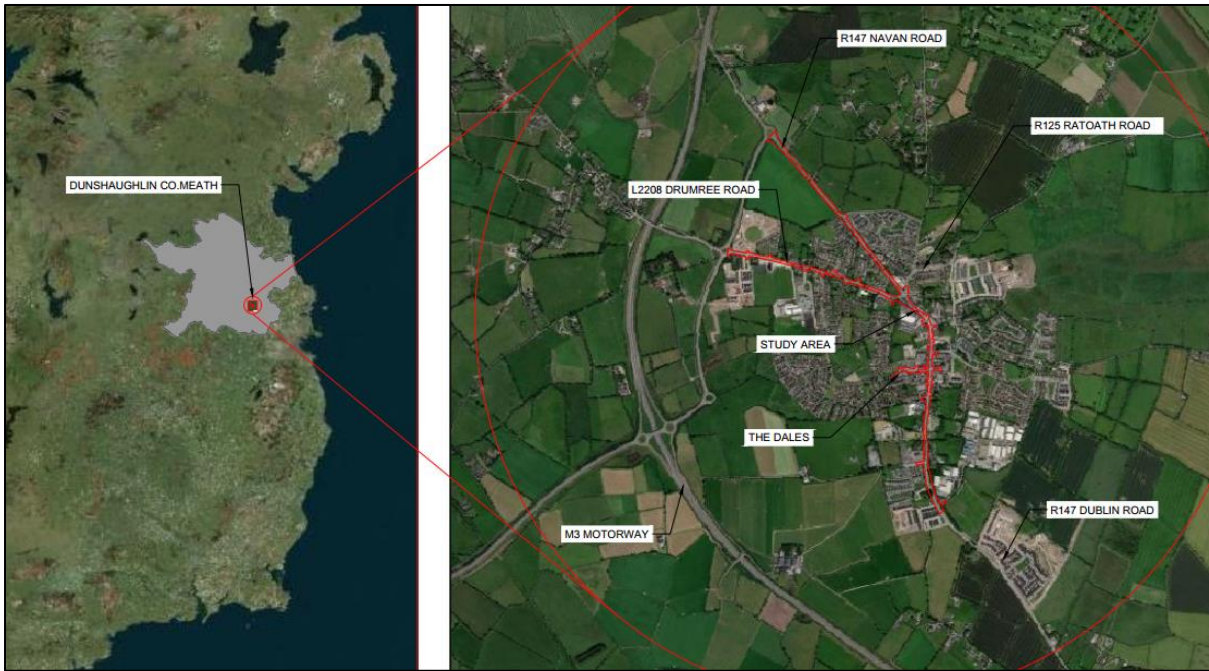 DUNSHAUGHLIN CO.MEATH
R147 NAVAN ROAD
R125 RATOATH ROAD
L2208 DRUMREE ROAD
STUDY AREA
THE DALES
R147 DUBLIN ROAD
M3 MOTORWAY